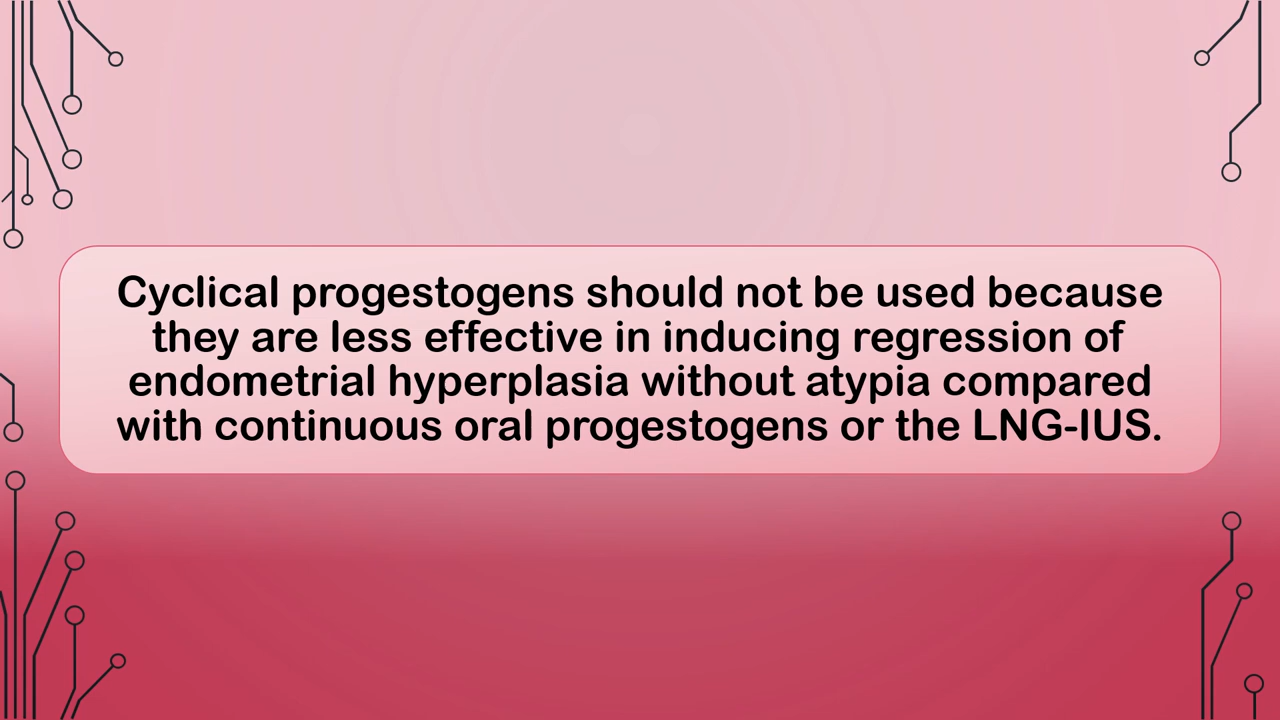 Cyclical progestogens should not be used because
they are less effective in inducing regression of
endometrial hyperplasia without atypia compared
with continuous oral progestogens or the LNG-IUS.